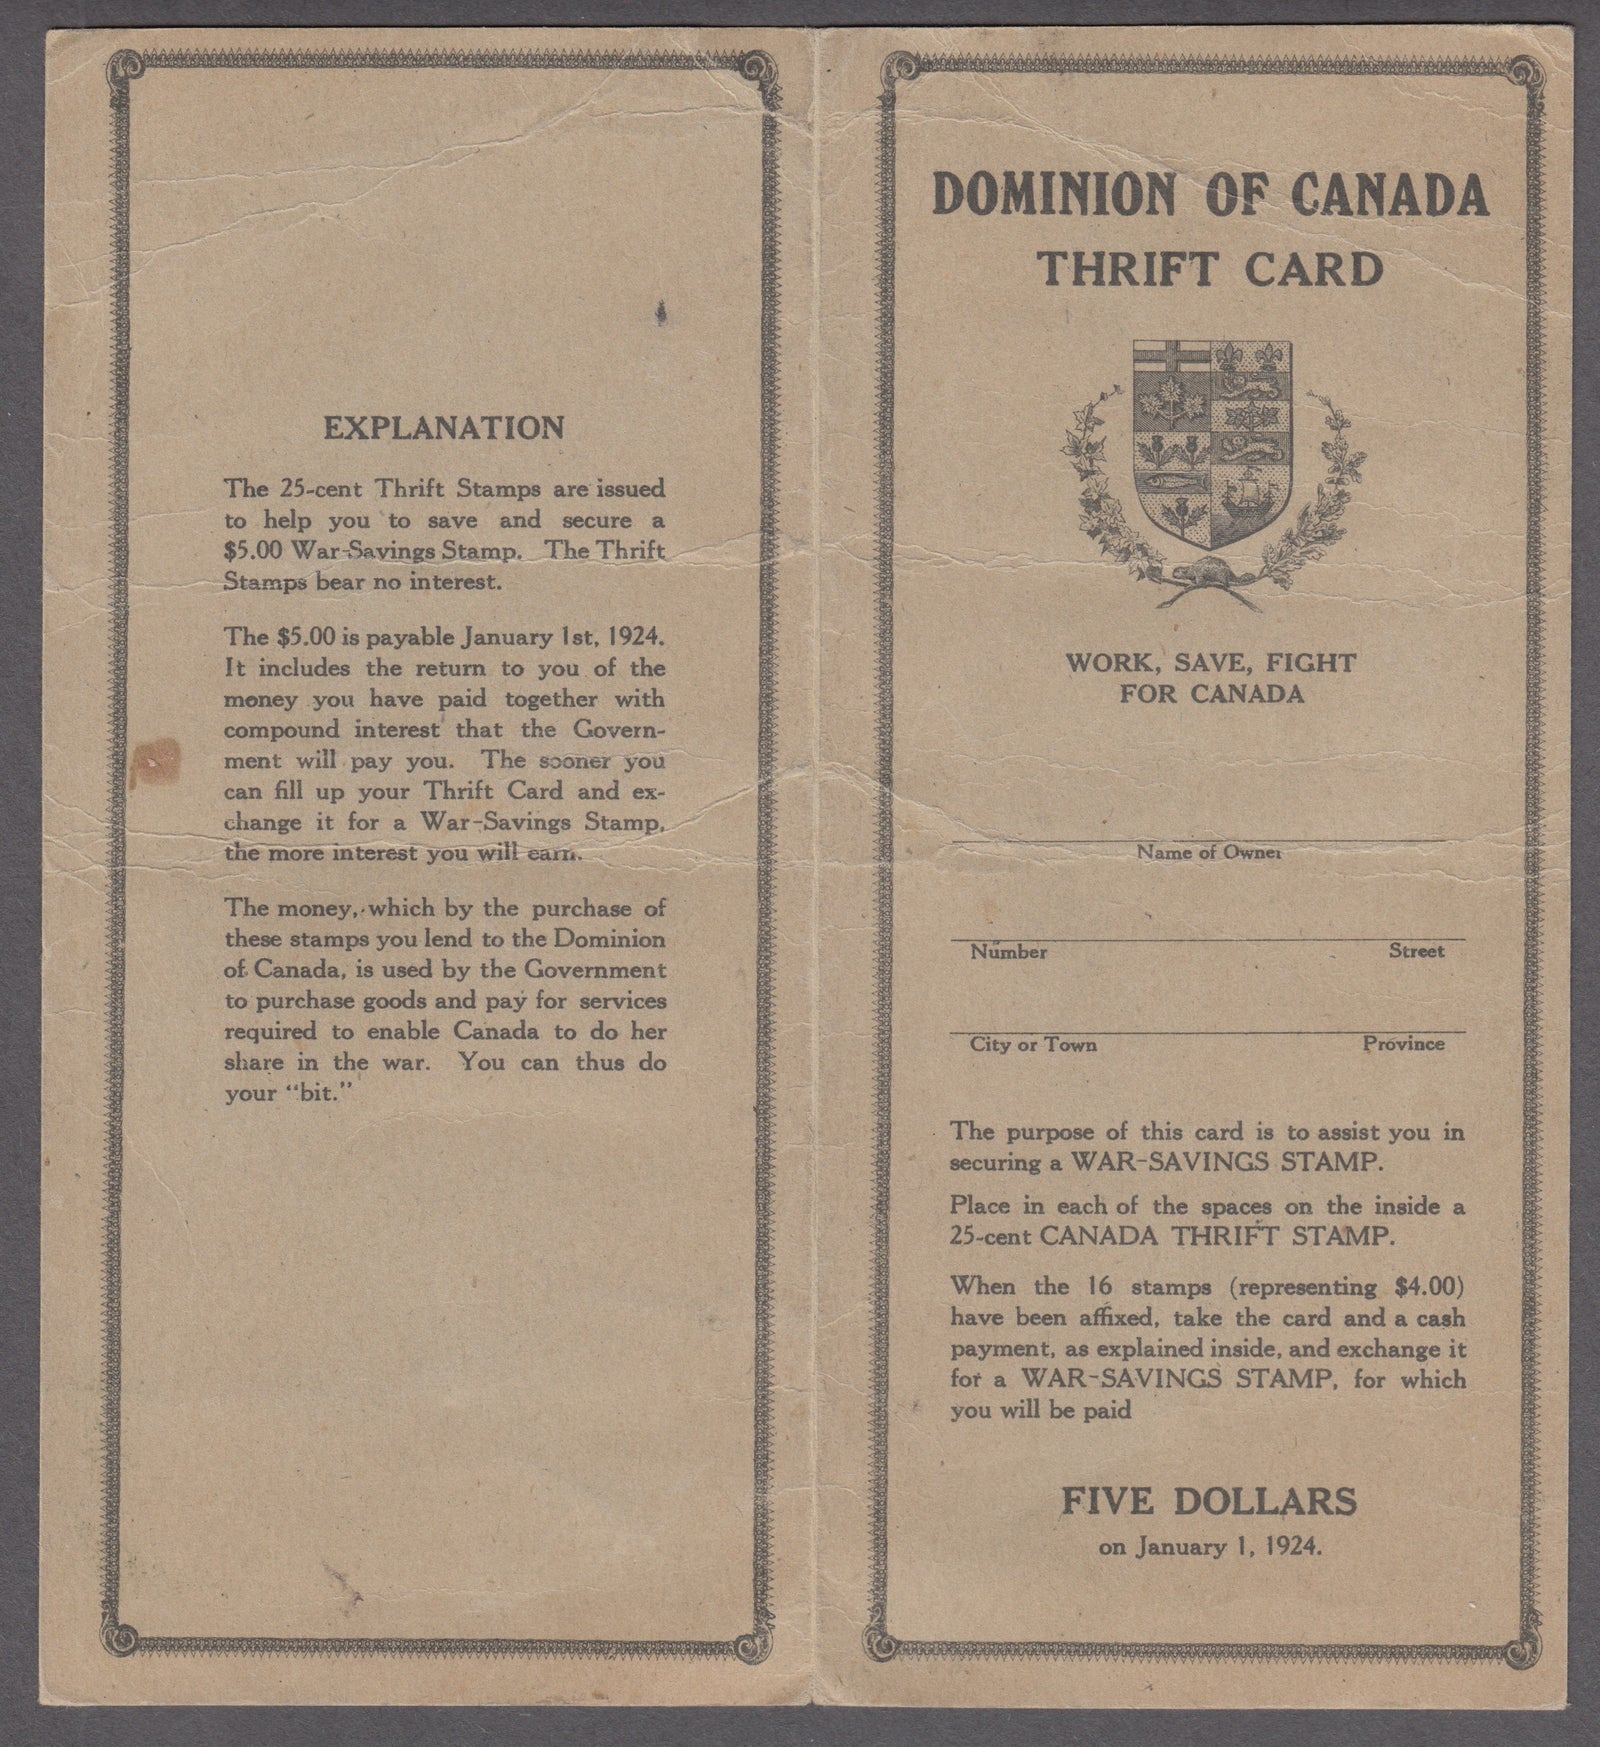 EXPLANATION
The 25-cent Thrift Stamps are issued
to help you to save and secure a
$5.00 War-Savings Stamp. The Thrift
Stamps bear no interest.
The $5.00 is payable January 1st, 1924.
It includes the return to you of the
money you have paid together with
compound interest that the Govern-
ment will pay you. The sooner you
can fill up your Thrift Card and ex-
change it for a War-Savings Stamp,
the more interest you will earn.
The money, which by the purchase of
these stamps you lend to the Dominion
of Canada, is used by the Government
to purchase goods and pay for services
required to enable Canada to do her
share in the war. You can thus do
your "bit."
DOMINION OF CANADA
THRIFT CARD
WORK, SAVE, FIGHT
FOR CANADA
Name of Owner
Number Street
City or Town Province
The purpose of this card is to assist you in
securing a WAR-SAVINGS STAMP.
Place in each of the spaces on the inside a
25-cent CANADA THRIFT STAMP.
When the 16 stamps (representing $4.00)
have been affixed, take the card and a cash
payment, as explained inside, and exchange it
for a WAR-SAVINGS STAMP, for which
you will be paid
FIVE DOLLARS
on January 1, 1924.